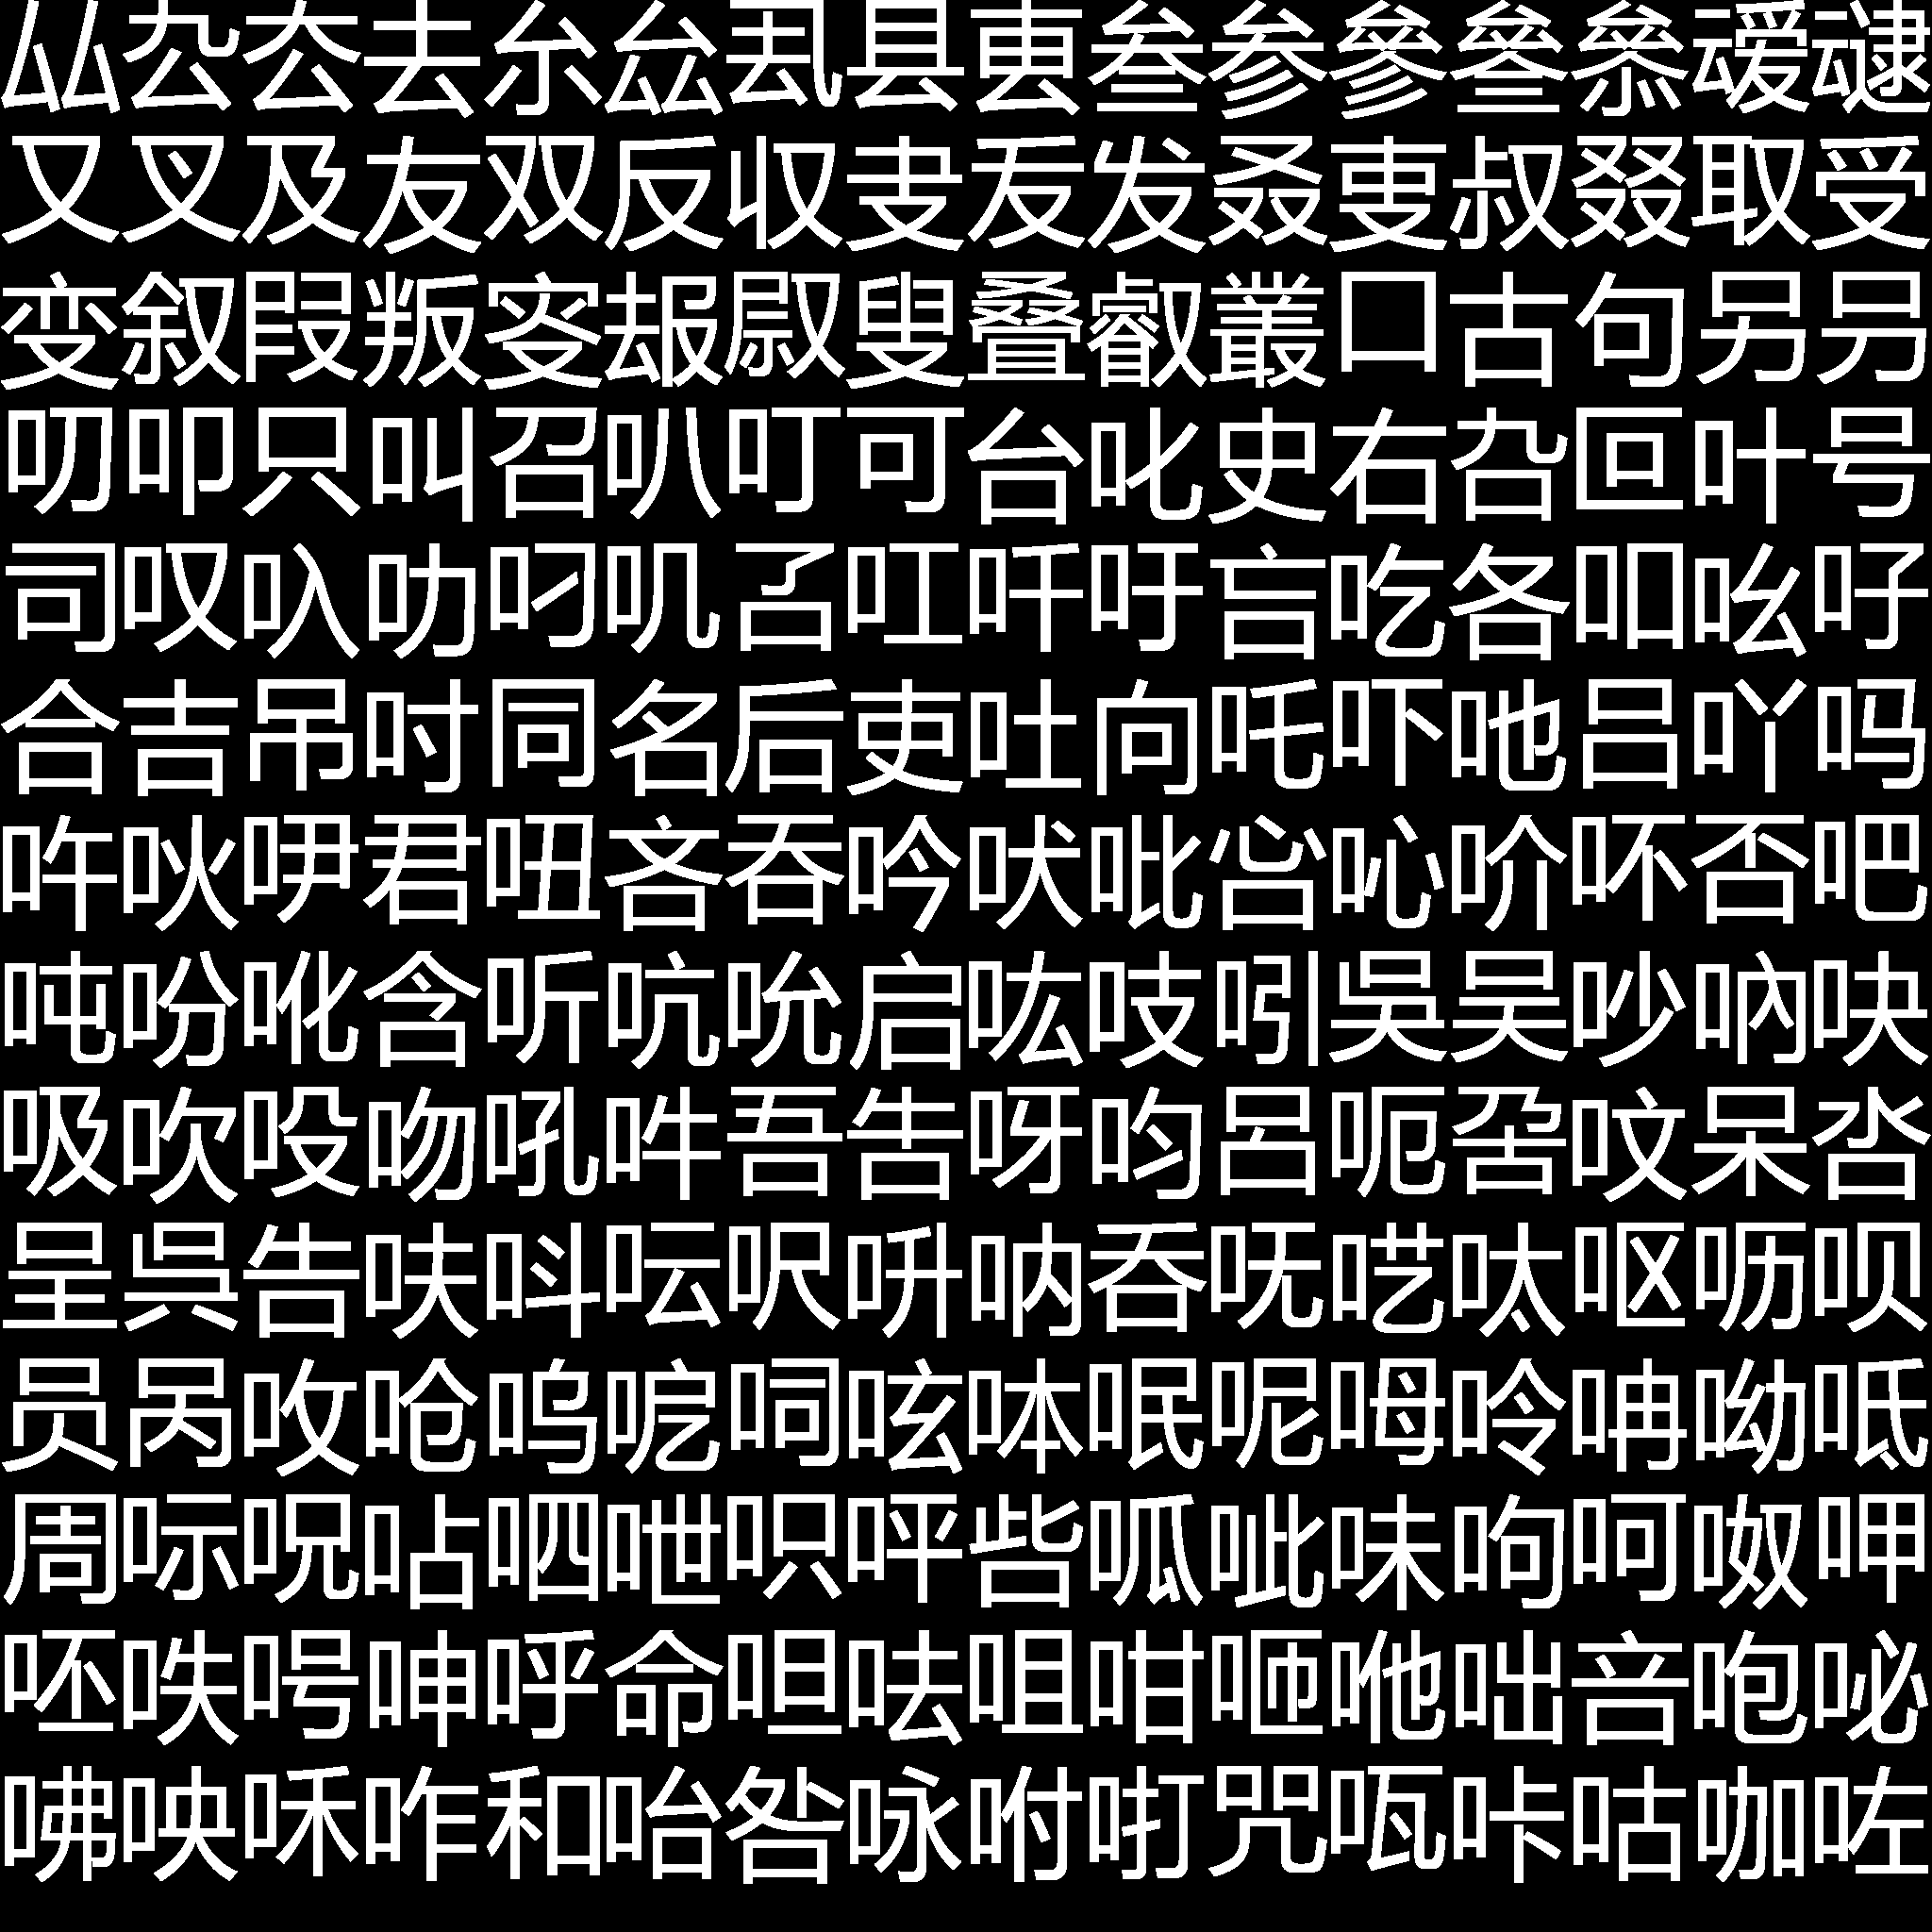 厸厹厺去厼厽厾县叀叁参參叄叅叆叇
又叉及友双反収叏叐发叒叓叔叕取受
变叙叚叛叜叝叞叟叠叡叢口古句另叧
叨叩只叫召叭叮可台叱史右叴叵叶号
司叹叺叻叼叽叾叿吀吁吂吃各吅吆吇
合吉吊吋同名后吏吐向吒吓吔吕吖吗
吘吙吚君吜吝吞吟吠吡吢吣吤吥否吧
吨吩吪含听吭吮启吰吱吲吳吴吵吶吷
吸吹吺吻吼吽吾吿呀呁呂呃呄呅呆呇
呈呉告呋呌呍呎呏呐呑呒呓呔呕呖呗
员呙呚呛呜呝呞呟呠呡呢呣呤呥呦呧
周呩呪呫呬呭呮呯呰呱呲味呴呵呶呷
呸呹呺呻呼命呾呿咀咁咂咃咄咅咆咇
咈咉咊咋和咍咎咏咐咑咒咓咔咕咖咗